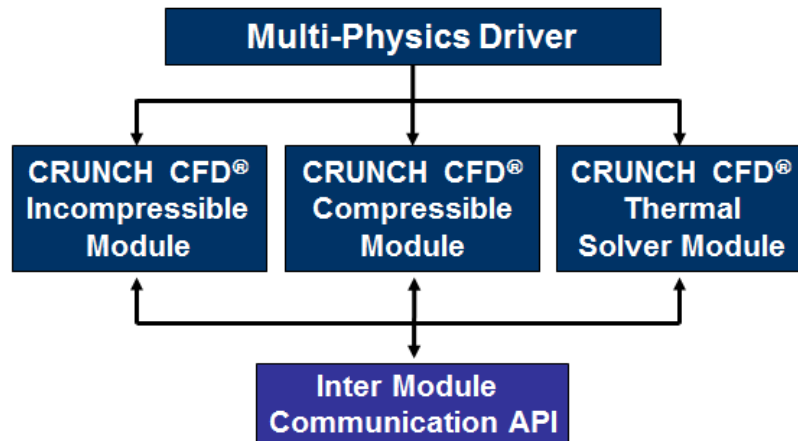 Multi-Physics Driver
CRUNCH CFD®
Incompressible
Module
CRUNCH CFD®
Compressible
Module
CRUNCH CFD®
Thermal
Solver Module
Inter Module
Communication API